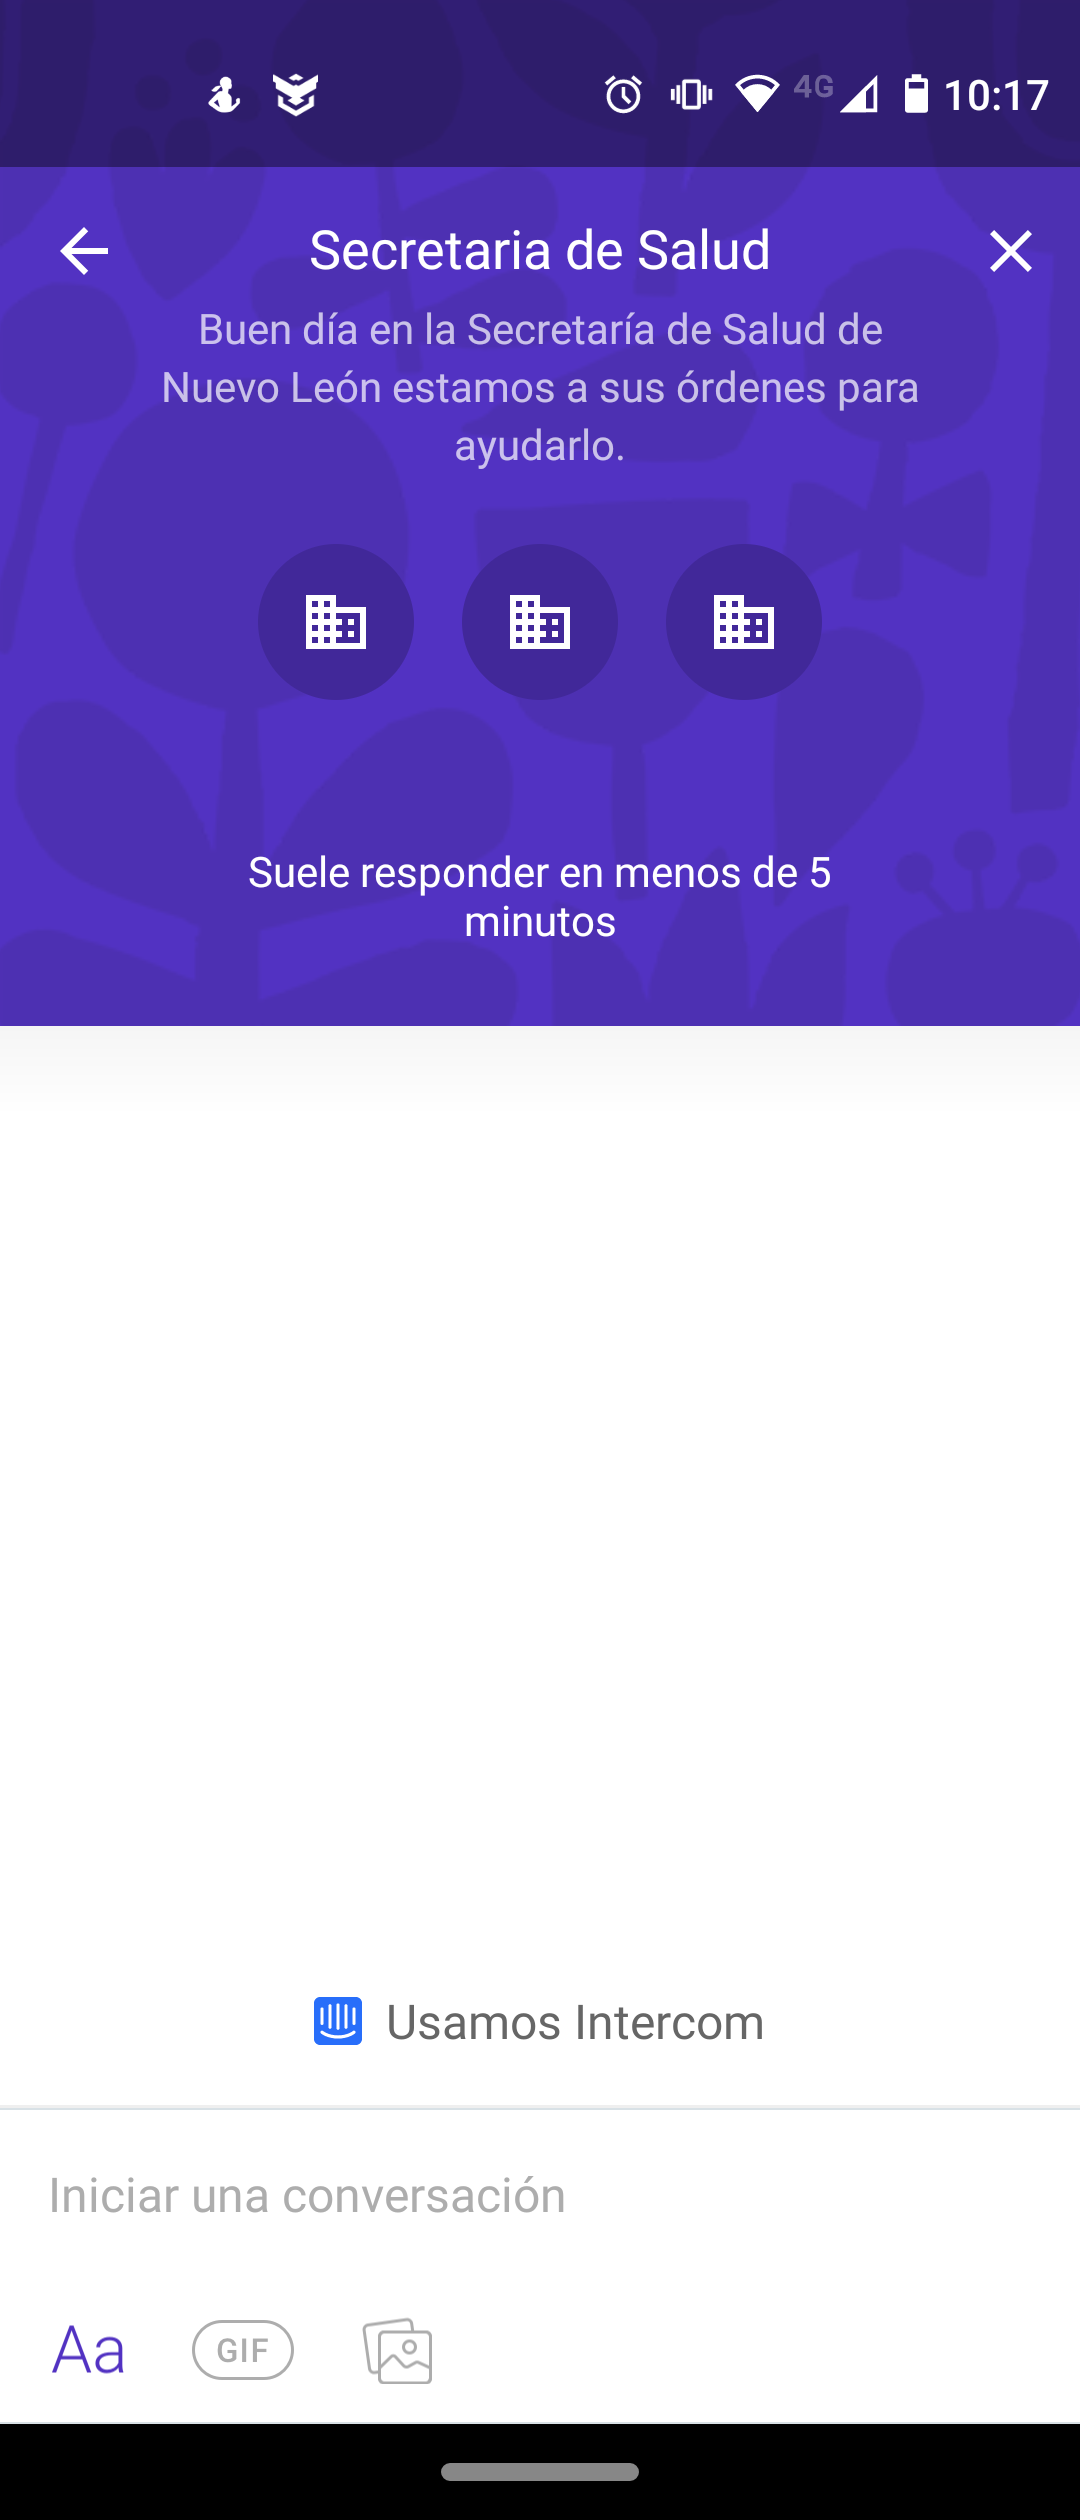 4G 10:17
Secretaria de Salud
Buen día en la Secretaría de Salud de
Nuevo León estamos a sus órdenes para
ayudarlo.
Suele responder en menos de 5
minutos
Usamos Intercom
Iniciar una conversación
Aa GIF